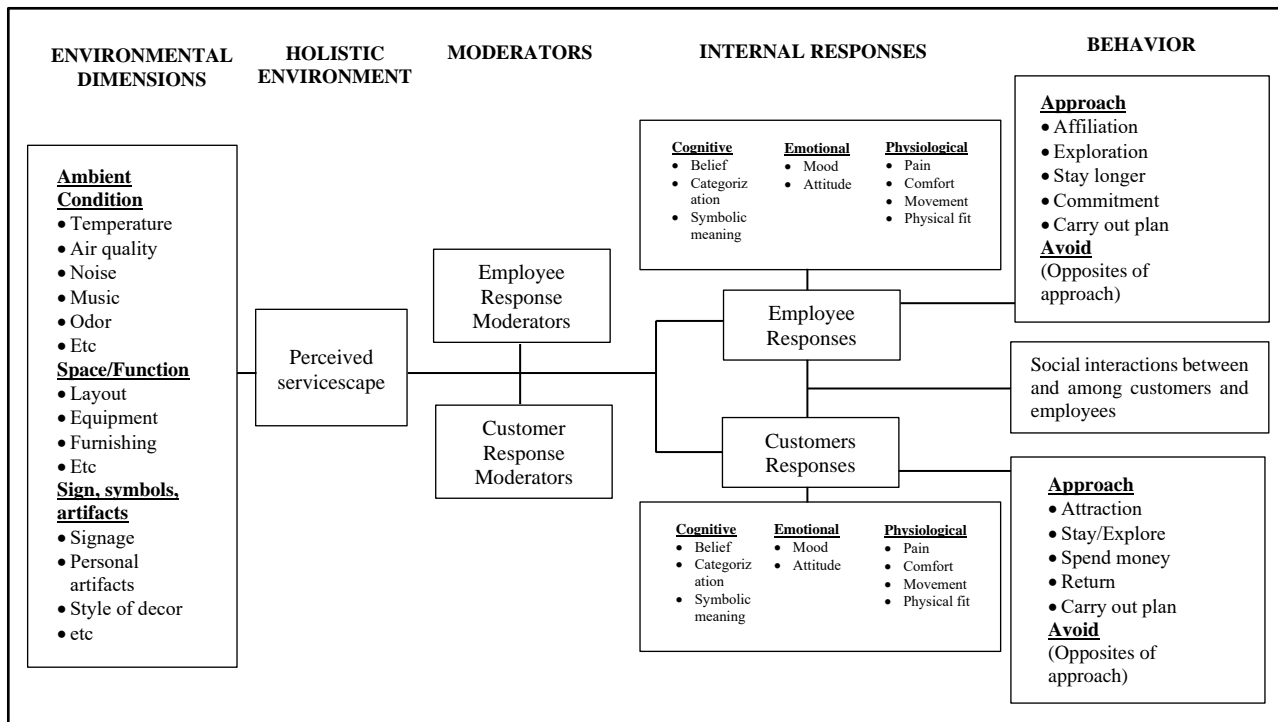 ENVIRONMENTAL
DIMENSIONS
HOLISTIC
ENVIRONMENT
MODERATORS
INTERNAL RESPONSES
BEHAVIOR
Ambient
Condition
• Temperature
• Air quality
• Noise
• Music
• Odor
• Etc
Space/Function
• Layout
• Equipment
• Furnishing
• Etc
Sign, symbols,
artifacts
• Signage
• Personal
artifacts
• Style of decor
• etc
Perceived
servicescape
Employee
Response
Moderators
Customer
Response
Moderators
Cognitive
• Belief
• Categoriz
ation
• Symbolic
meaning
Emotional
• Mood
• Attitude
Physiological
• Pain
• Comfort
• Movement
• Physical fit
Employee
Responses
Customers
Responses
Cognitive
• Belief
• Categoriz
ation
• Symbolic
meaning
Emotional
• Mood
• Attitude
Physiological
• Pain
• Comfort
• Movement
• Physical fit
Approach
• Affiliation
• Exploration
• Stay longer
• Commitment
• Carry out plan
Avoid
(Opposites of
approach)
Social interactions between
and among customers and
employees
Approach
• Attraction
• Stay/Explore
• Spend money
• Return
• Carry out plan
Avoid
(Opposites of
approach)